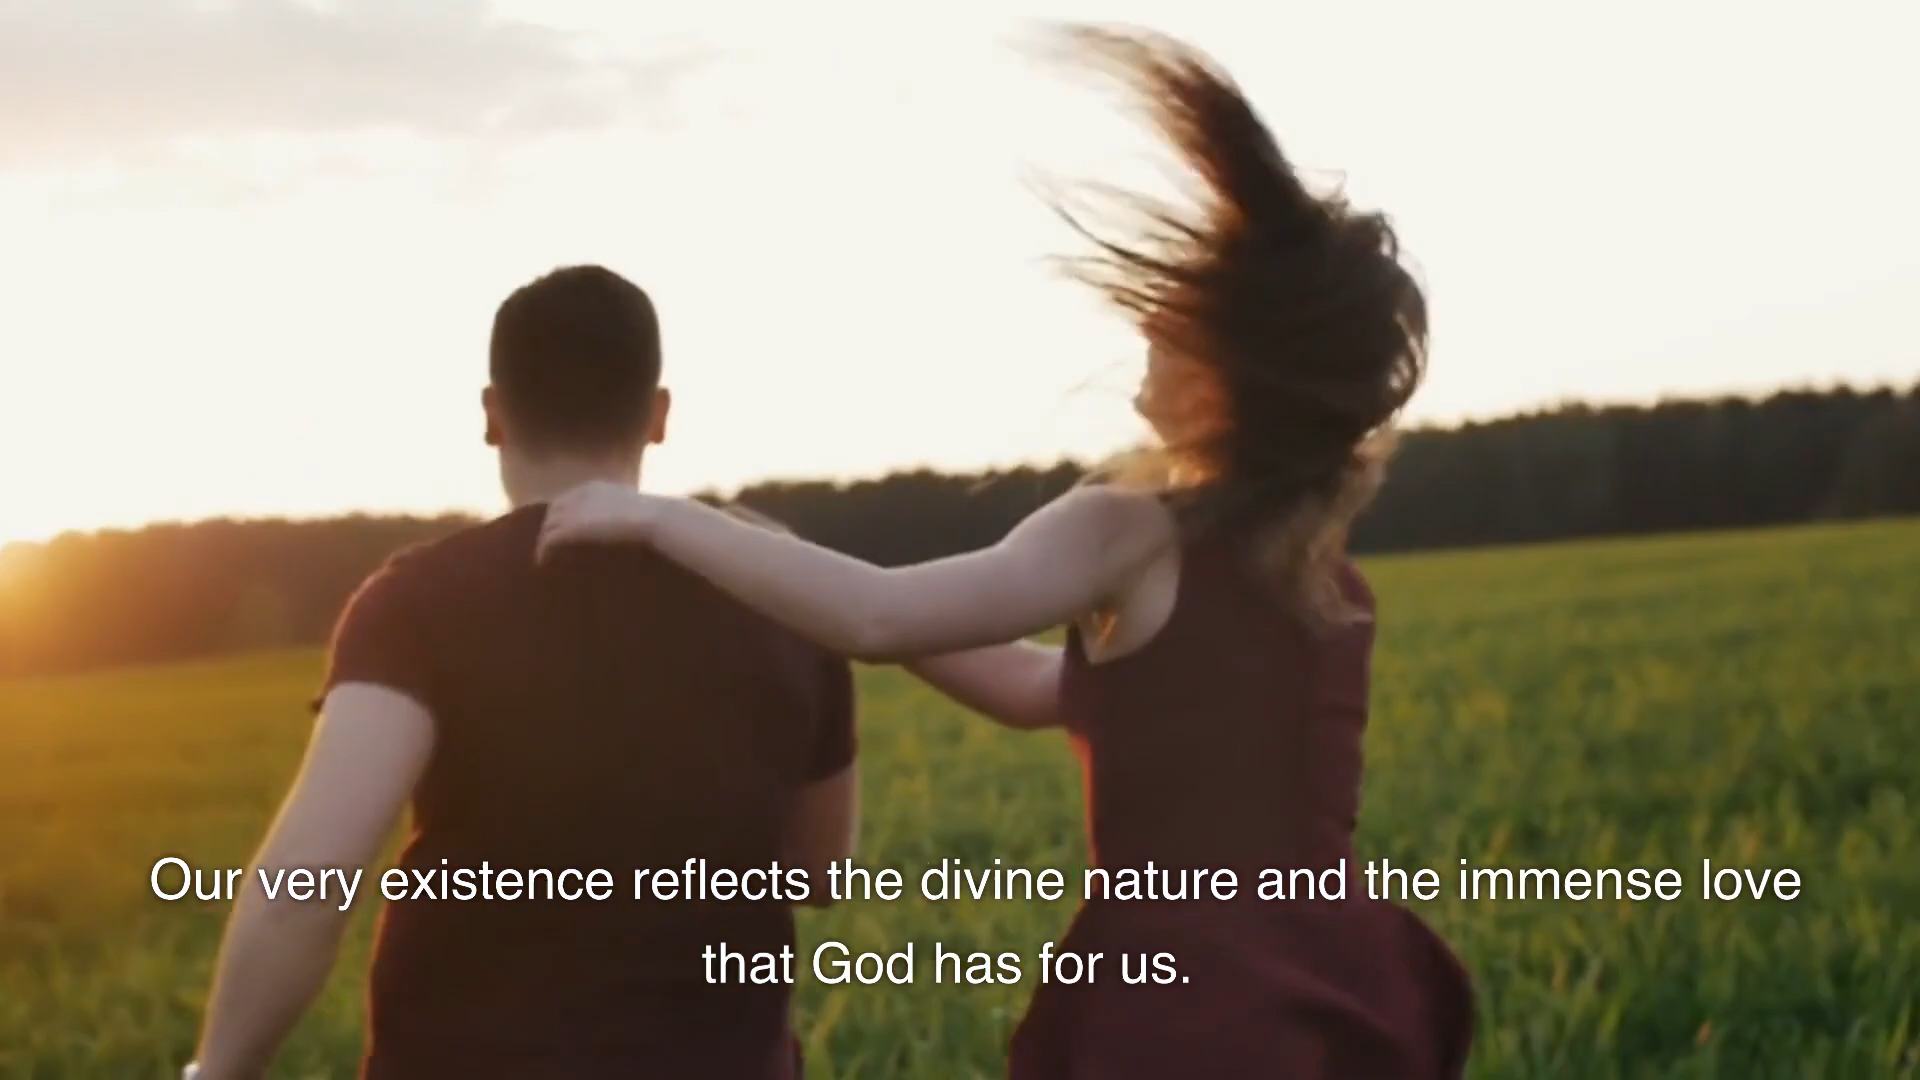 Our very existence reflects the divine nature and the immense love
that God has for us.